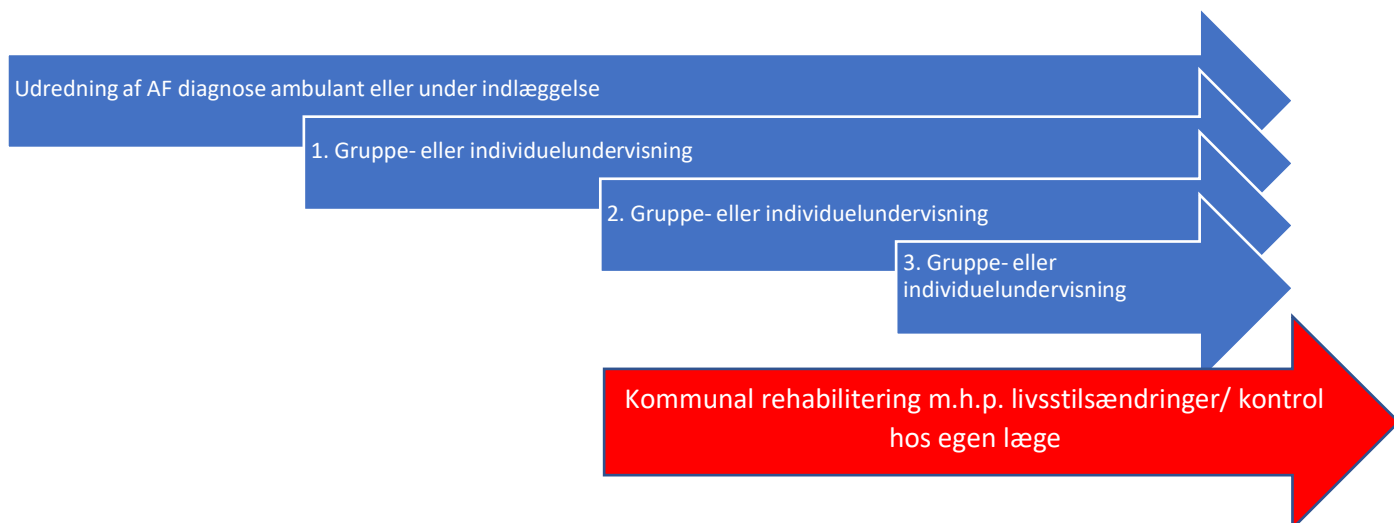 Udredning af AF diagnose ambulant eller under indlæggelse
1. Gruppe- eller individuelundervisning
2. Gruppe- eller individuelundervisning
3. Gruppe- eller
individuelundervisning
Kommunal rehabilitering m.h.p. livsstilsændringer/ kontrol
hos egen læge